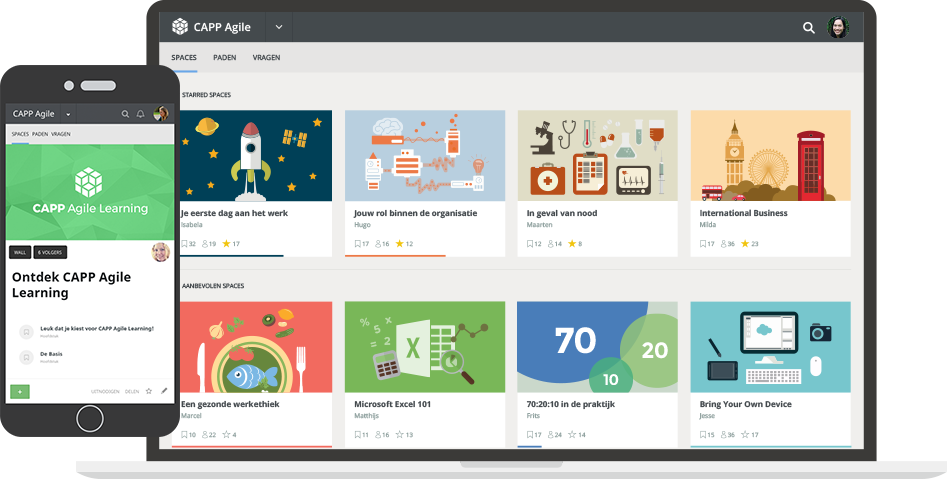 CAPP Agile
SPACES PADEN VRAGEN
STARRED SPACES
Je eerste dag aan het werk
Isabela
32 19 17
Jouw rol binnen de organisatie
Hugo
17 16 12
In geval van nood
Maarten
12 14 8
International Business
Milda
17 36 23
AANBEVOLEN SPACES
Een gezonde werkethiek
Marcel
10 22 4
% 5 ×
× = 2
X
Microsoft Excel 101
Matthijs
11 16 13
70
20
10
70:20:10 in de praktijk
Frits
17 24 14
Bring Your Own Device
Jesse
15 36 17
CAPP Agile
SPACES PADEN VRAGEN
CAPP Agile Learning
WALL 6 VOLGERS
Ontdek CAPP Agile
Learning
Leuk dat je kiest voor CAPP Agile Learning!
Hoofdstuk
De Basis
Hoofdstuk
+ UITNODIGEN DELEN